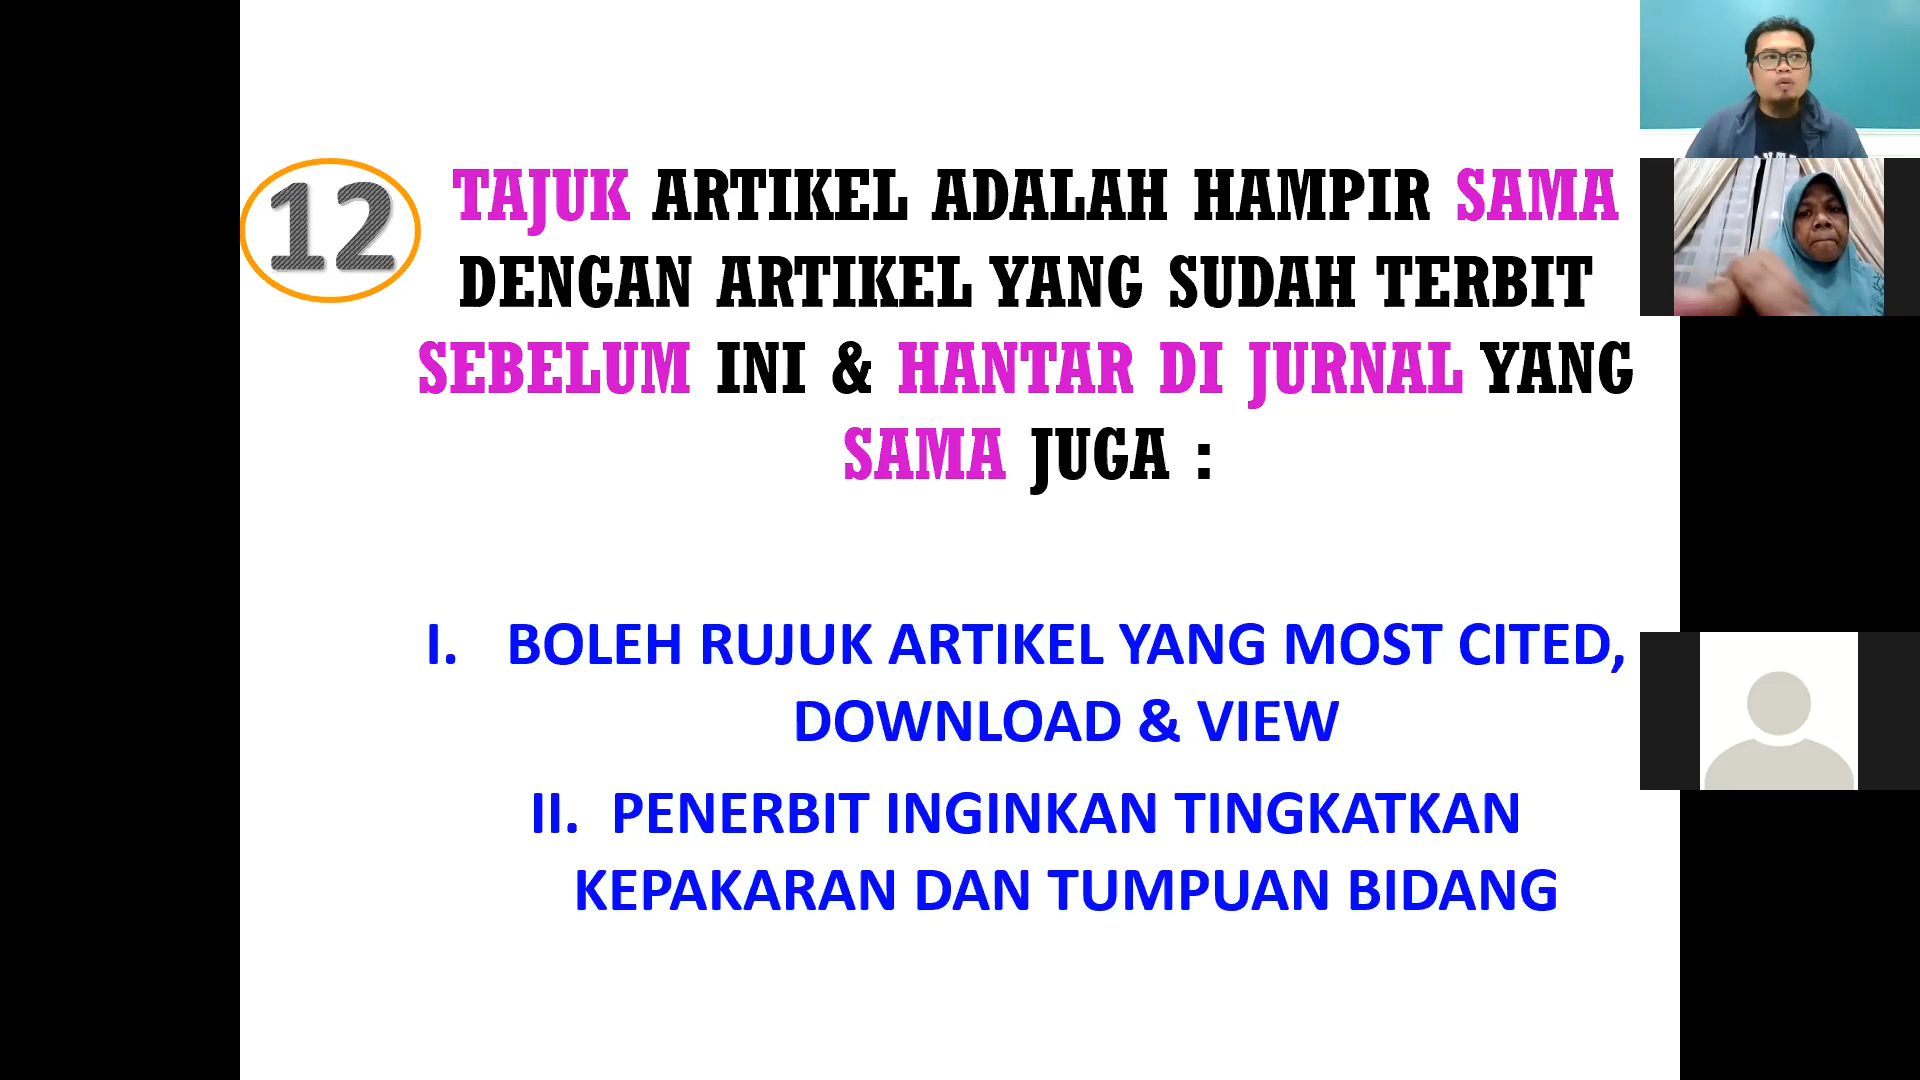 12
TAJUK ARTIKEL ADALAH HAMPIR SAMA
DENGAN ARTIKEL YANG SUDAH TERBIT
SEBELUM INI & HANTAR DI JURNAL YANG
SAMA JUGA :
I. BOLEH RUJUK ARTIKEL YANG MOST CITED,
DOWNLOAD & VIEW
II. PENERBIT INGINKAN TINGKATKAN
KEPAKARAN DAN TUMPUAN BIDANG